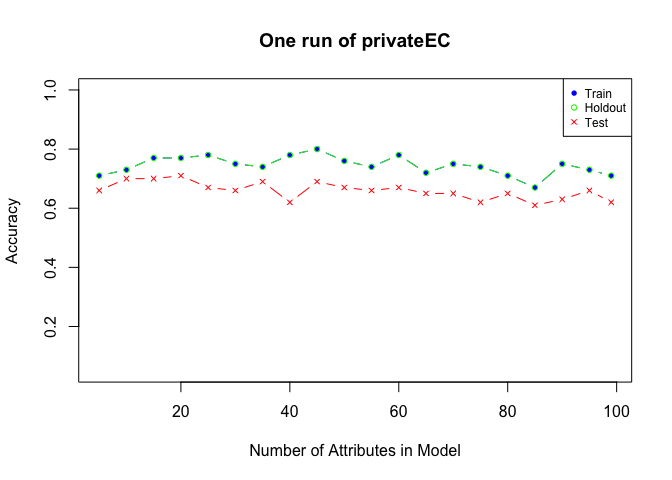 One run of privateEC
Train
Holdout
Test
1.0
0.8
0.6
0.4
0.2
Accuracy
20 40 60 80 100
Number of Attributes in Model